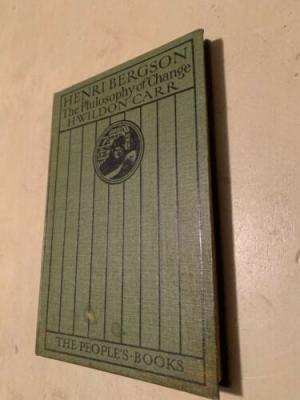 HENRI BERGSON
The Philosophy of Change
H·WILDON CARR
THE·PEOPLE'S·BOOKS